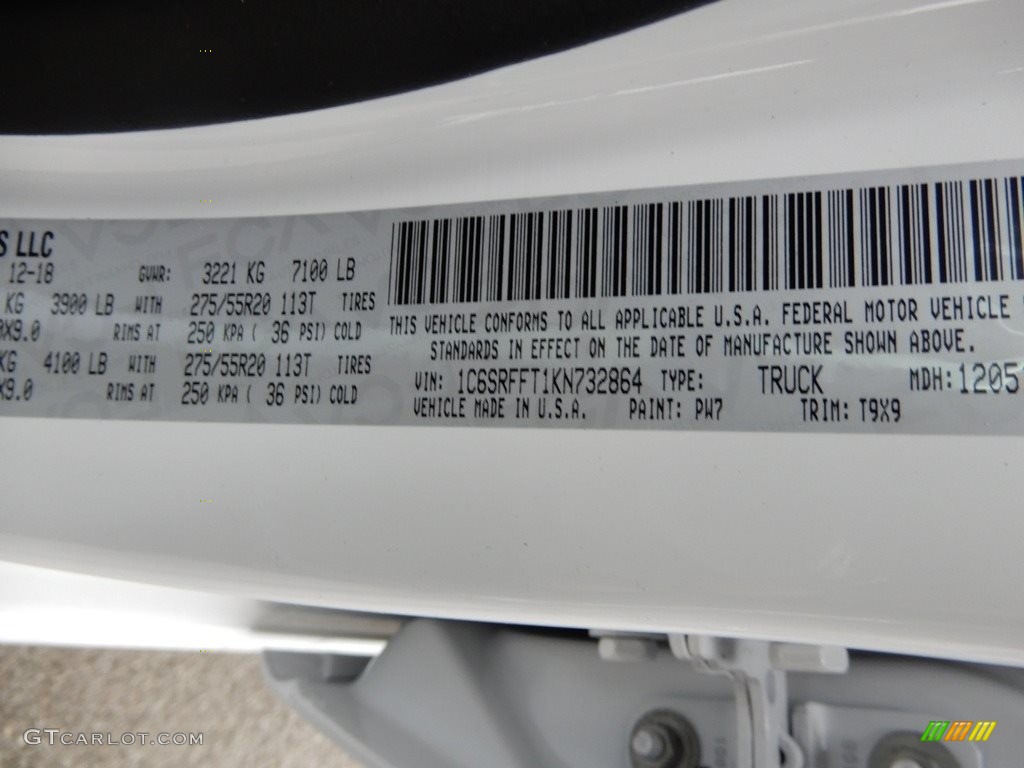 S LLC
12-18 GVWR: 3221 KG 7100 LB
KG 3900 LB WITH 275/55R20 113T TIRES
X9.0 RIMS AT 250 KPA ( 36 PSI) COLD
KG 4100 LB WITH 275/55R20 113T TIRES
X9.0 RIMS AT 250 KPA ( 36 PSI) COLD
THIS VEHICLE CONFORMS TO ALL APPLICABLE U.S.A. FEDERAL MOTOR VEHICLE
STANDARDS IN EFFECT ON THE DATE OF MANUFACTURE SHOWN ABOVE.
VIN: 1C6SRFFT1KN732864 TYPE: TRUCK MDH: 12051
VEHICLE MADE IN U.S.A. PAINT: PW7 TRIM: T9X9
GTCARLOT.COM